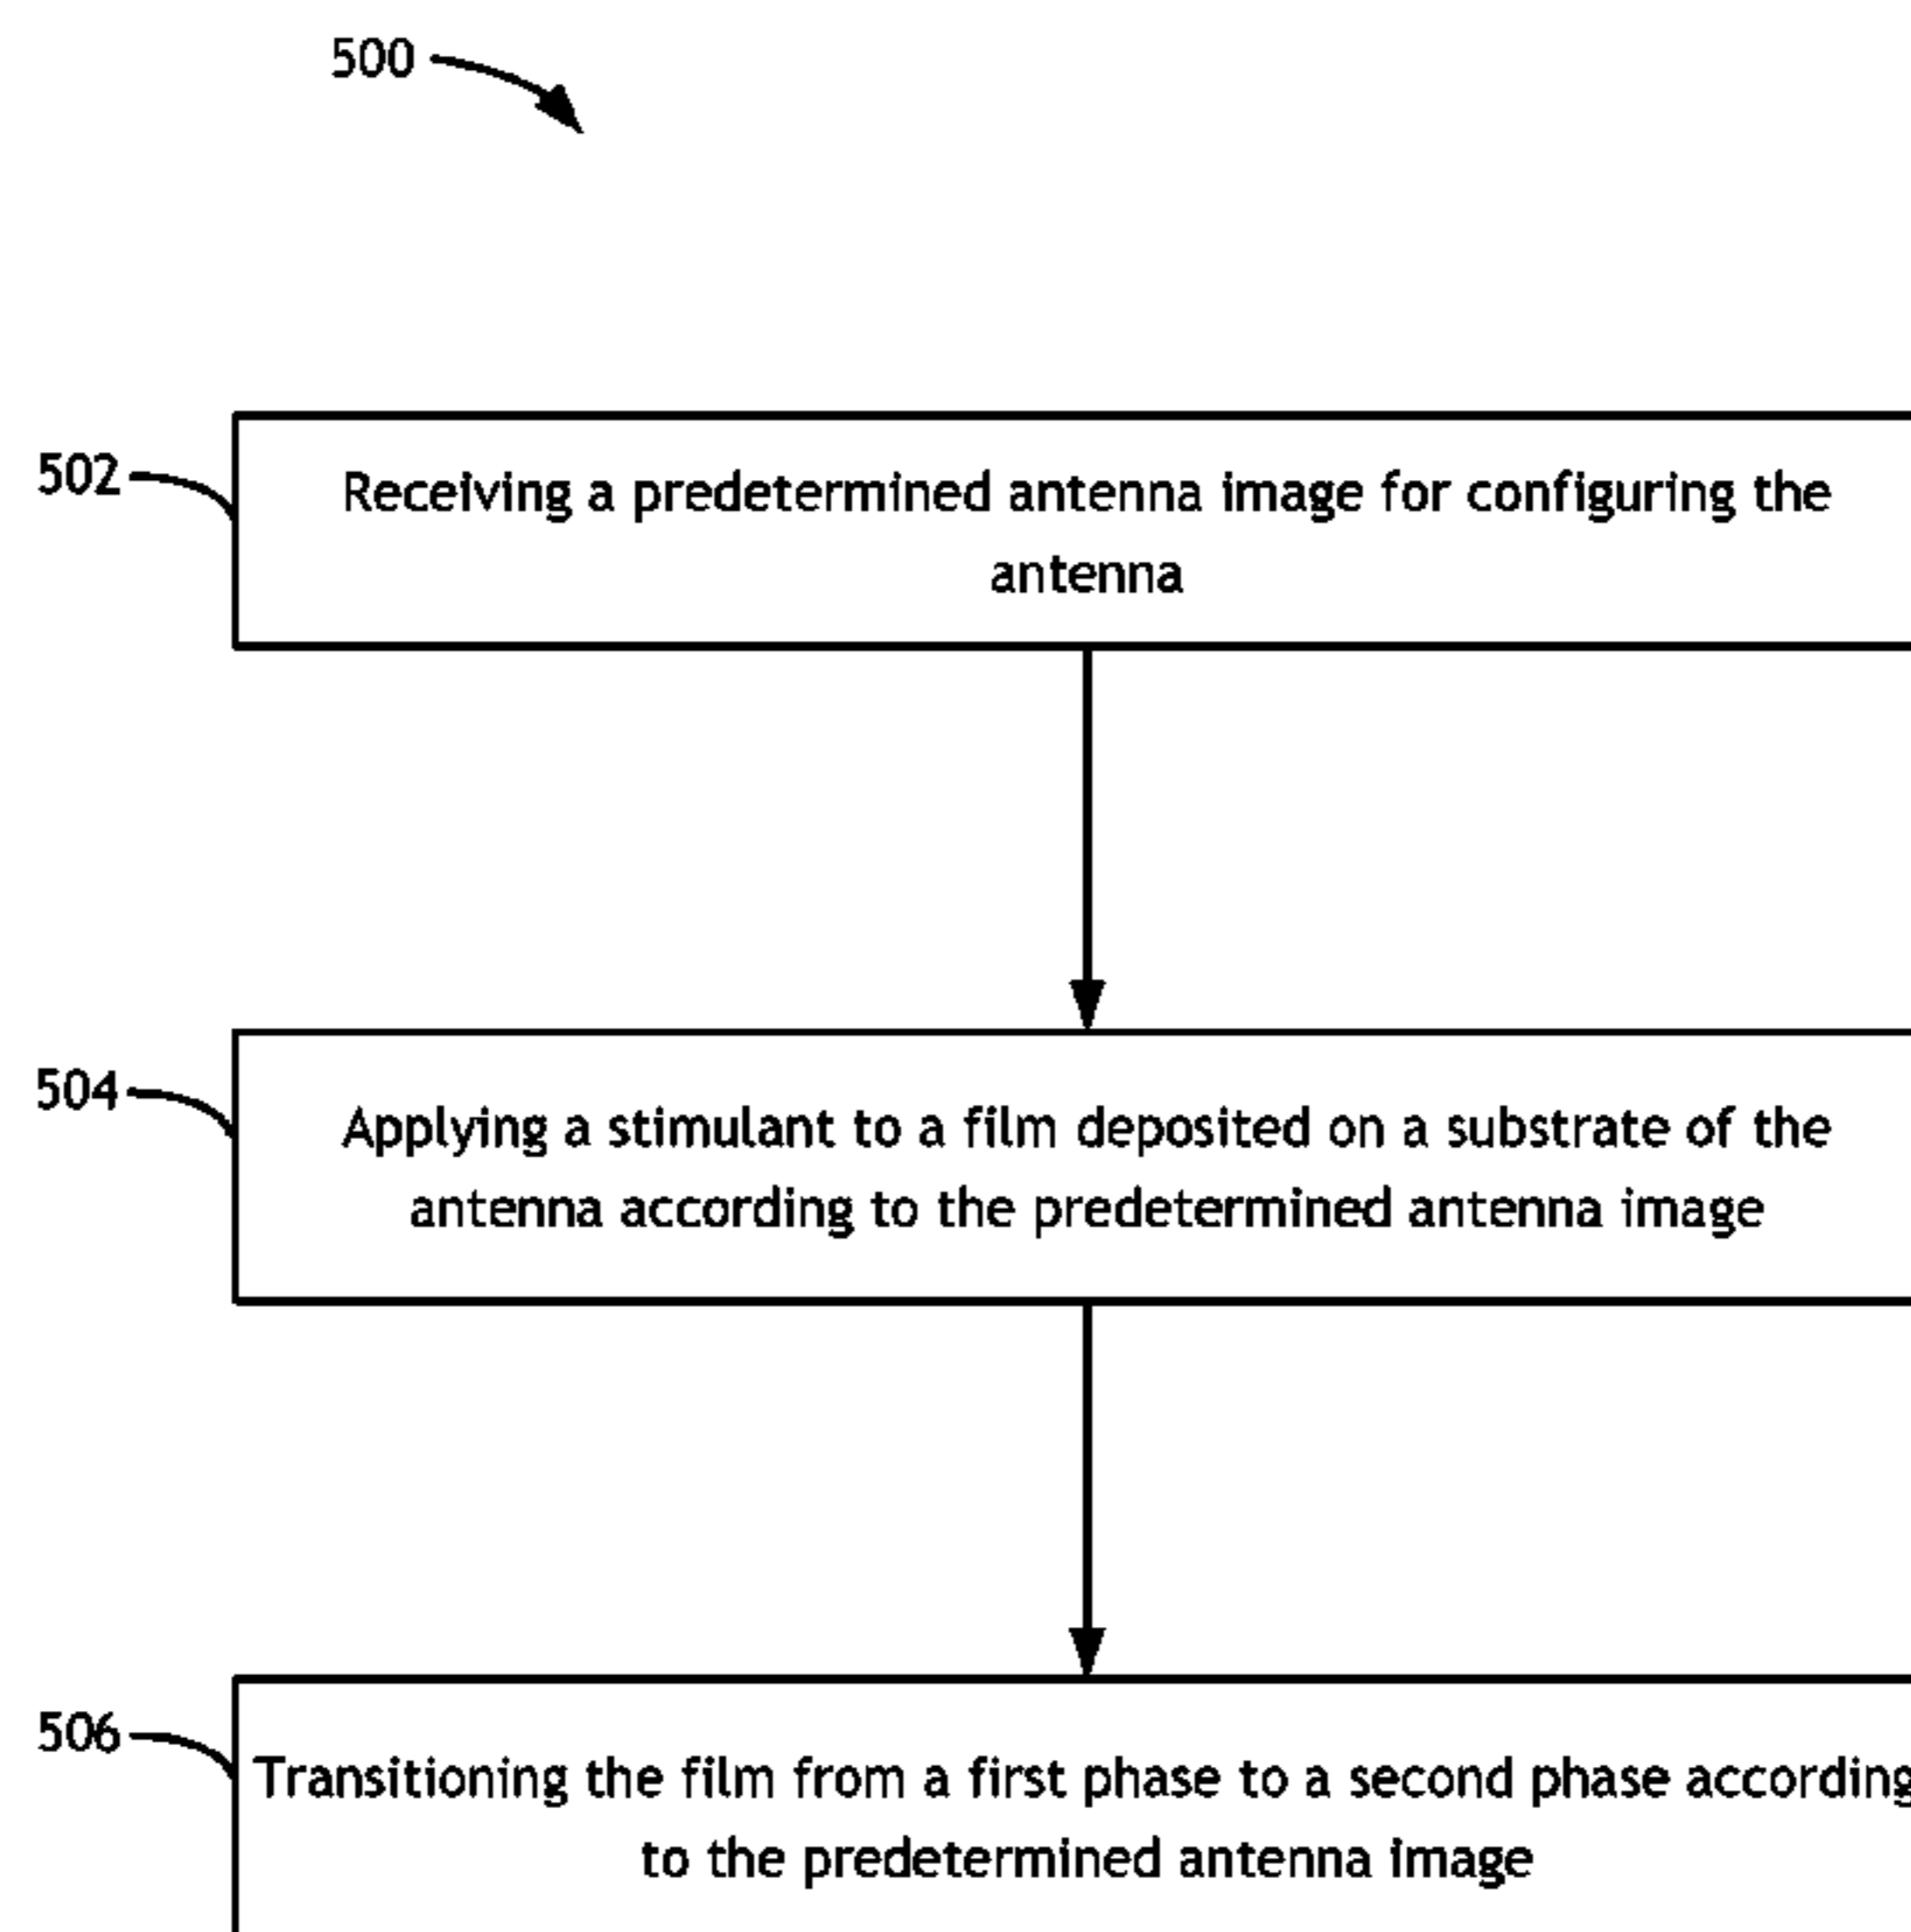 500
502
Receiving a predetermined antenna image for configuring the
antenna
504
Applying a stimulant to a film deposited on a substrate of the
antenna according to the predetermined antenna image
506
Transitioning the film from a first phase to a second phase according
to the predetermined antenna image